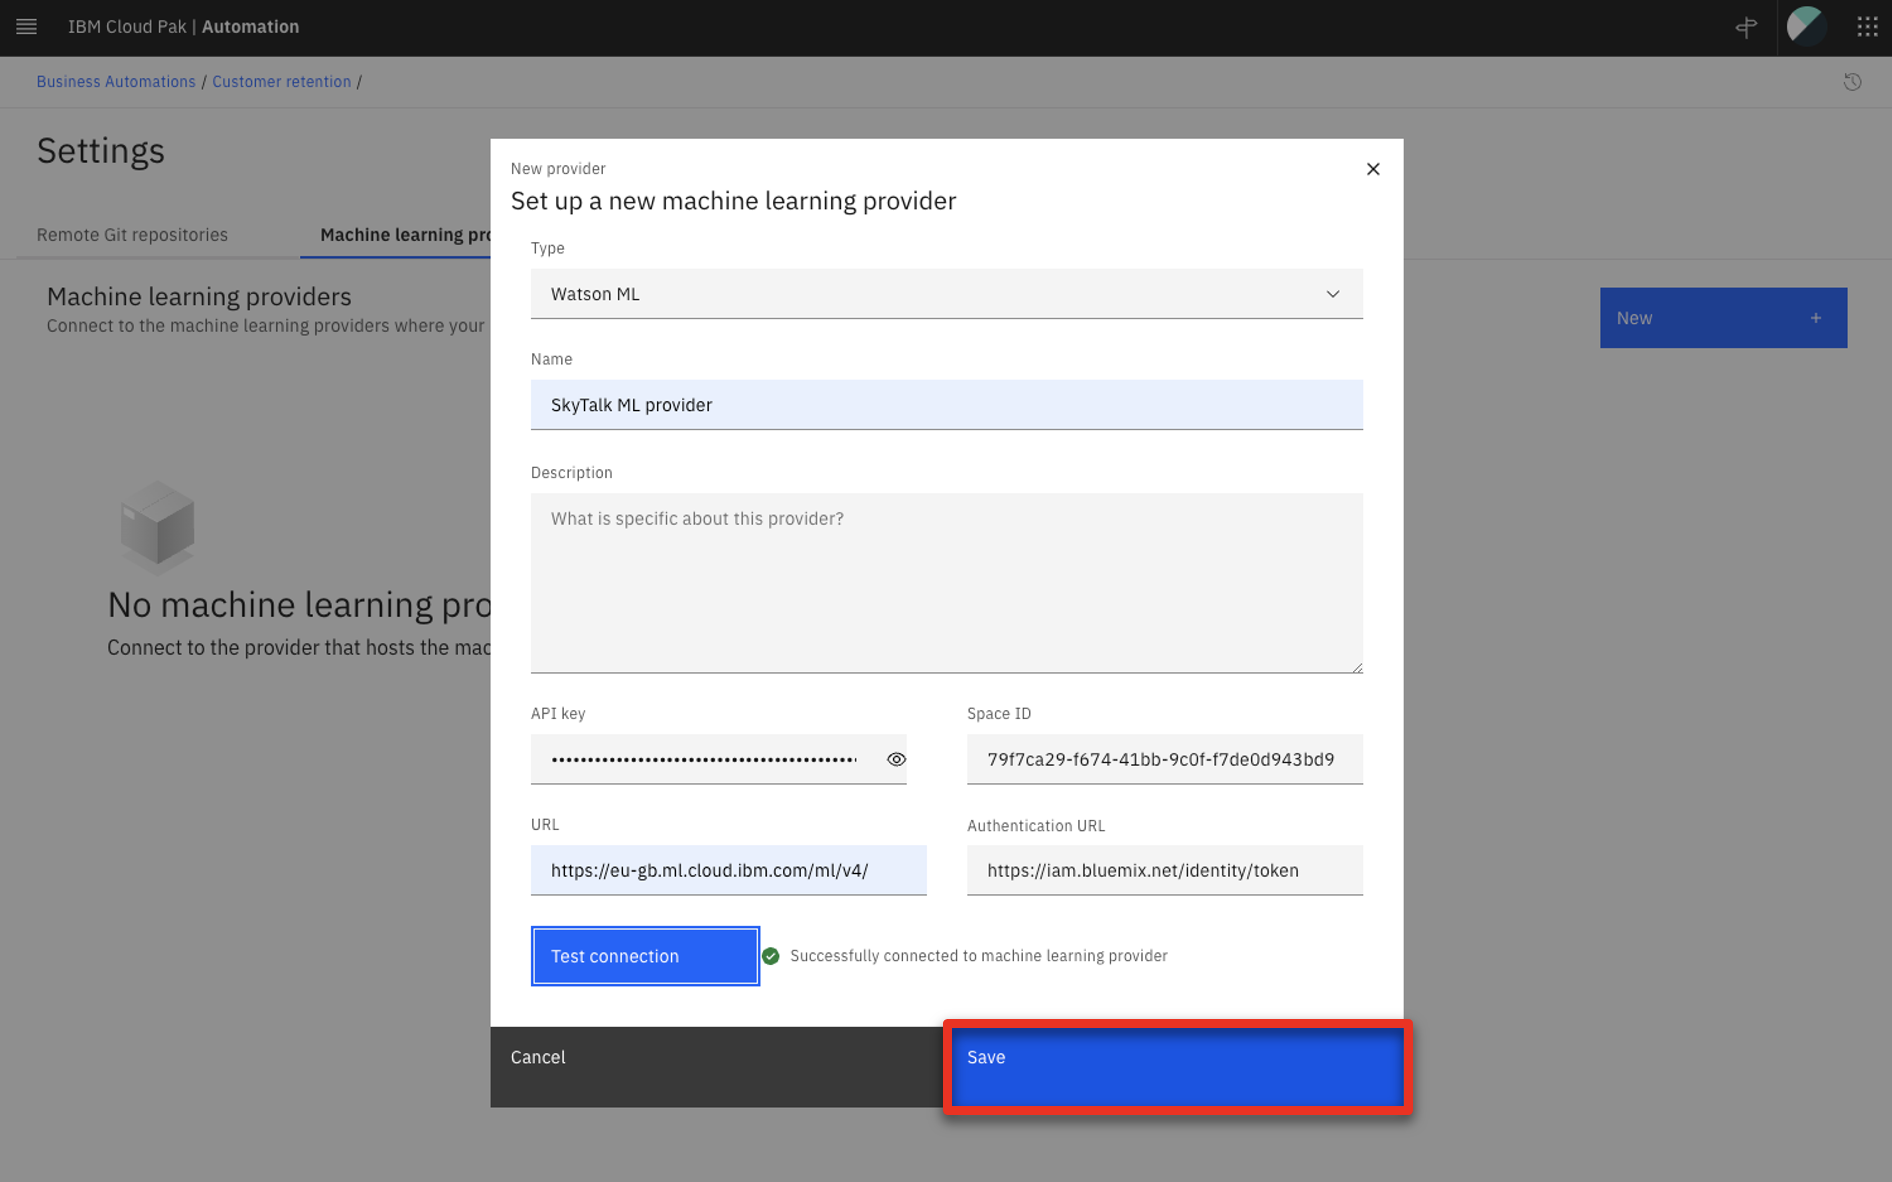 IBM Cloud Pak | Automation
Business Automations / Customer retention /
Settings
Remote Git repositories
Machine learning pro
Machine learning providers
Connect to the machine learning providers where your
New +
No machine learning pro
Connect to the provider that hosts the mac
New provider
Set up a new machine learning provider
Type
Watson ML
Name
SkyTalk ML provider
Description
What is specific about this provider?
API key
••••••••••••••••••••••••••••••••••••••••••••
Space ID
79f7ca29-f674-41bb-9c0f-f7de0d943bd9
URL
https://eu-gb.ml.cloud.ibm.com/ml/v4/
Authentication URL
https://iam.bluemix.net/identity/token
Test connection
Successfully connected to machine learning provider
Cancel
Save